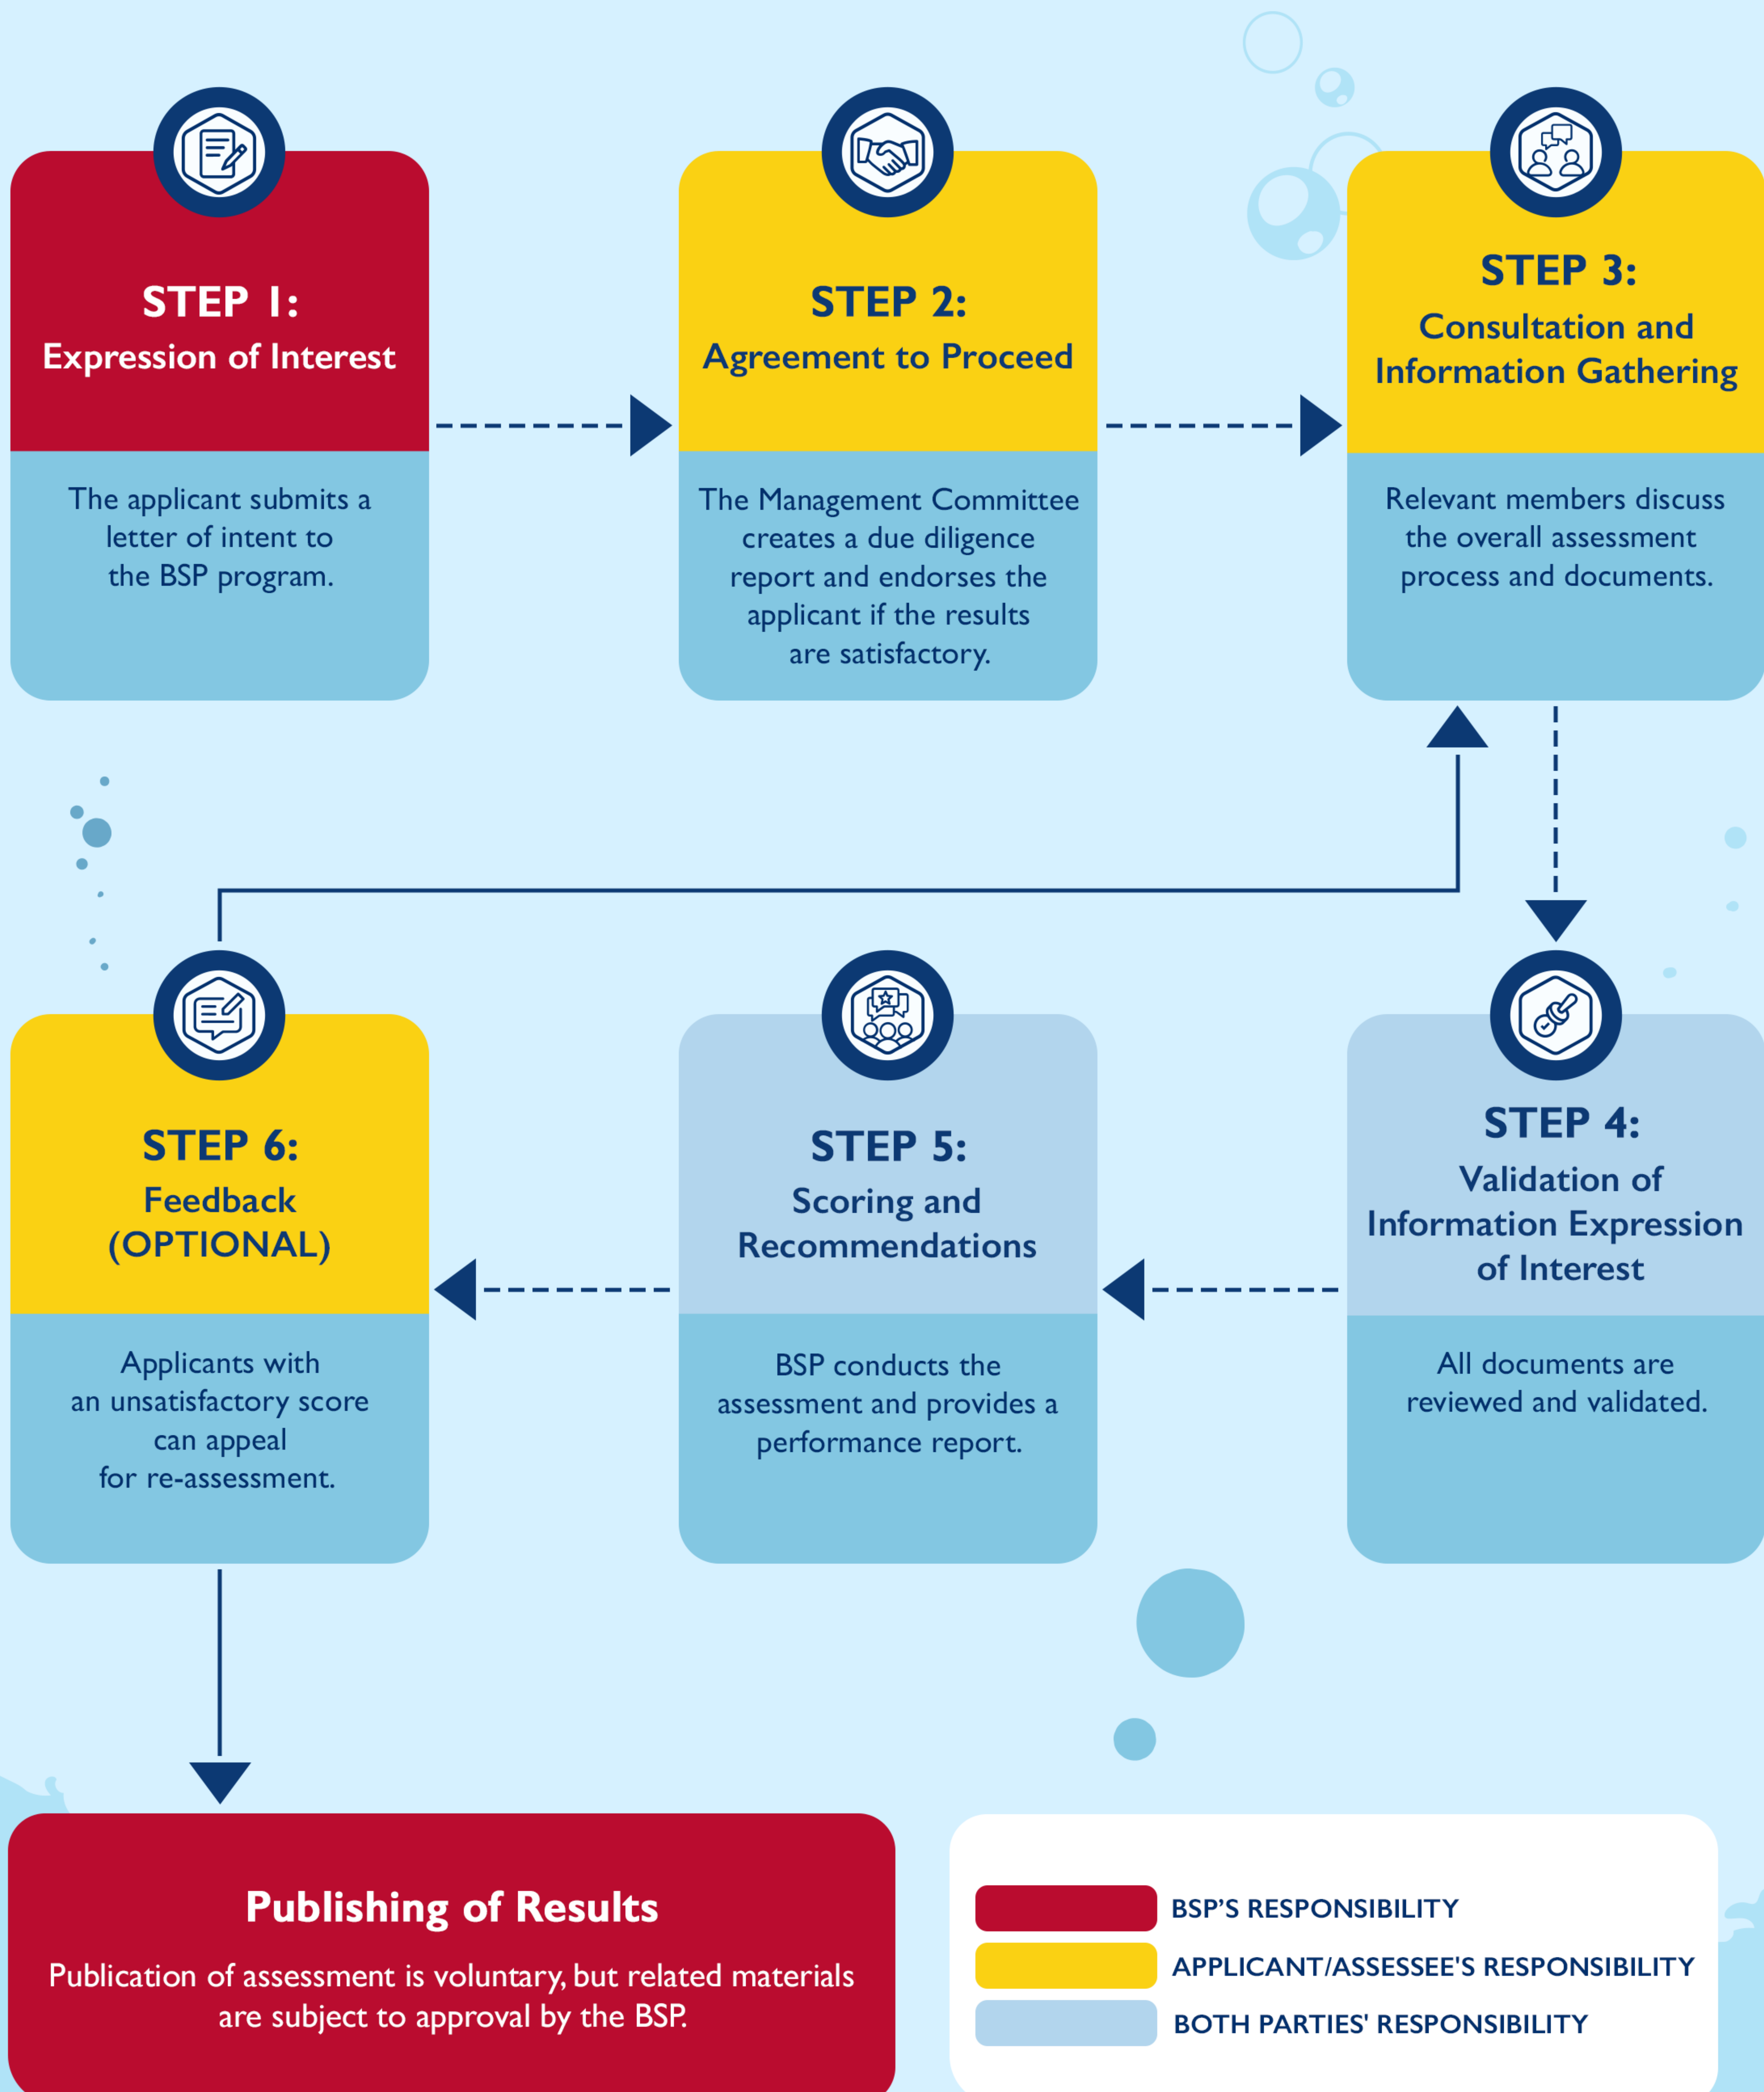 STEP 1:
Expression of Interest
The applicant submits a
letter of intent to
the BSP program.
STEP 2:
Agreement to Proceed
The Management Committee
creates a due diligence
report and endorses the
applicant if the results
are satisfactory.
STEP 3:
Consultation and
Information Gathering
Relevant members discuss
the overall assessment
process and documents.
STEP 4:
Validation of
Information Expression
of Interest
All documents are
reviewed and validated.
STEP 5:
Scoring and
Recommendations
BSP conducts the
assessment and provides a
performance report.
STEP 6:
Feedback
(OPTIONAL)
Applicants with
an unsatisfactory score
can appeal
for re-assessment.
Publishing of Results
Publication of assessment is voluntary, but related materials
are subject to approval by the BSP.
BSP'S RESPONSIBILITY
APPLICANT/ASSESSEE'S RESPONSIBILITY
BOTH PARTIES' RESPONSIBILITY